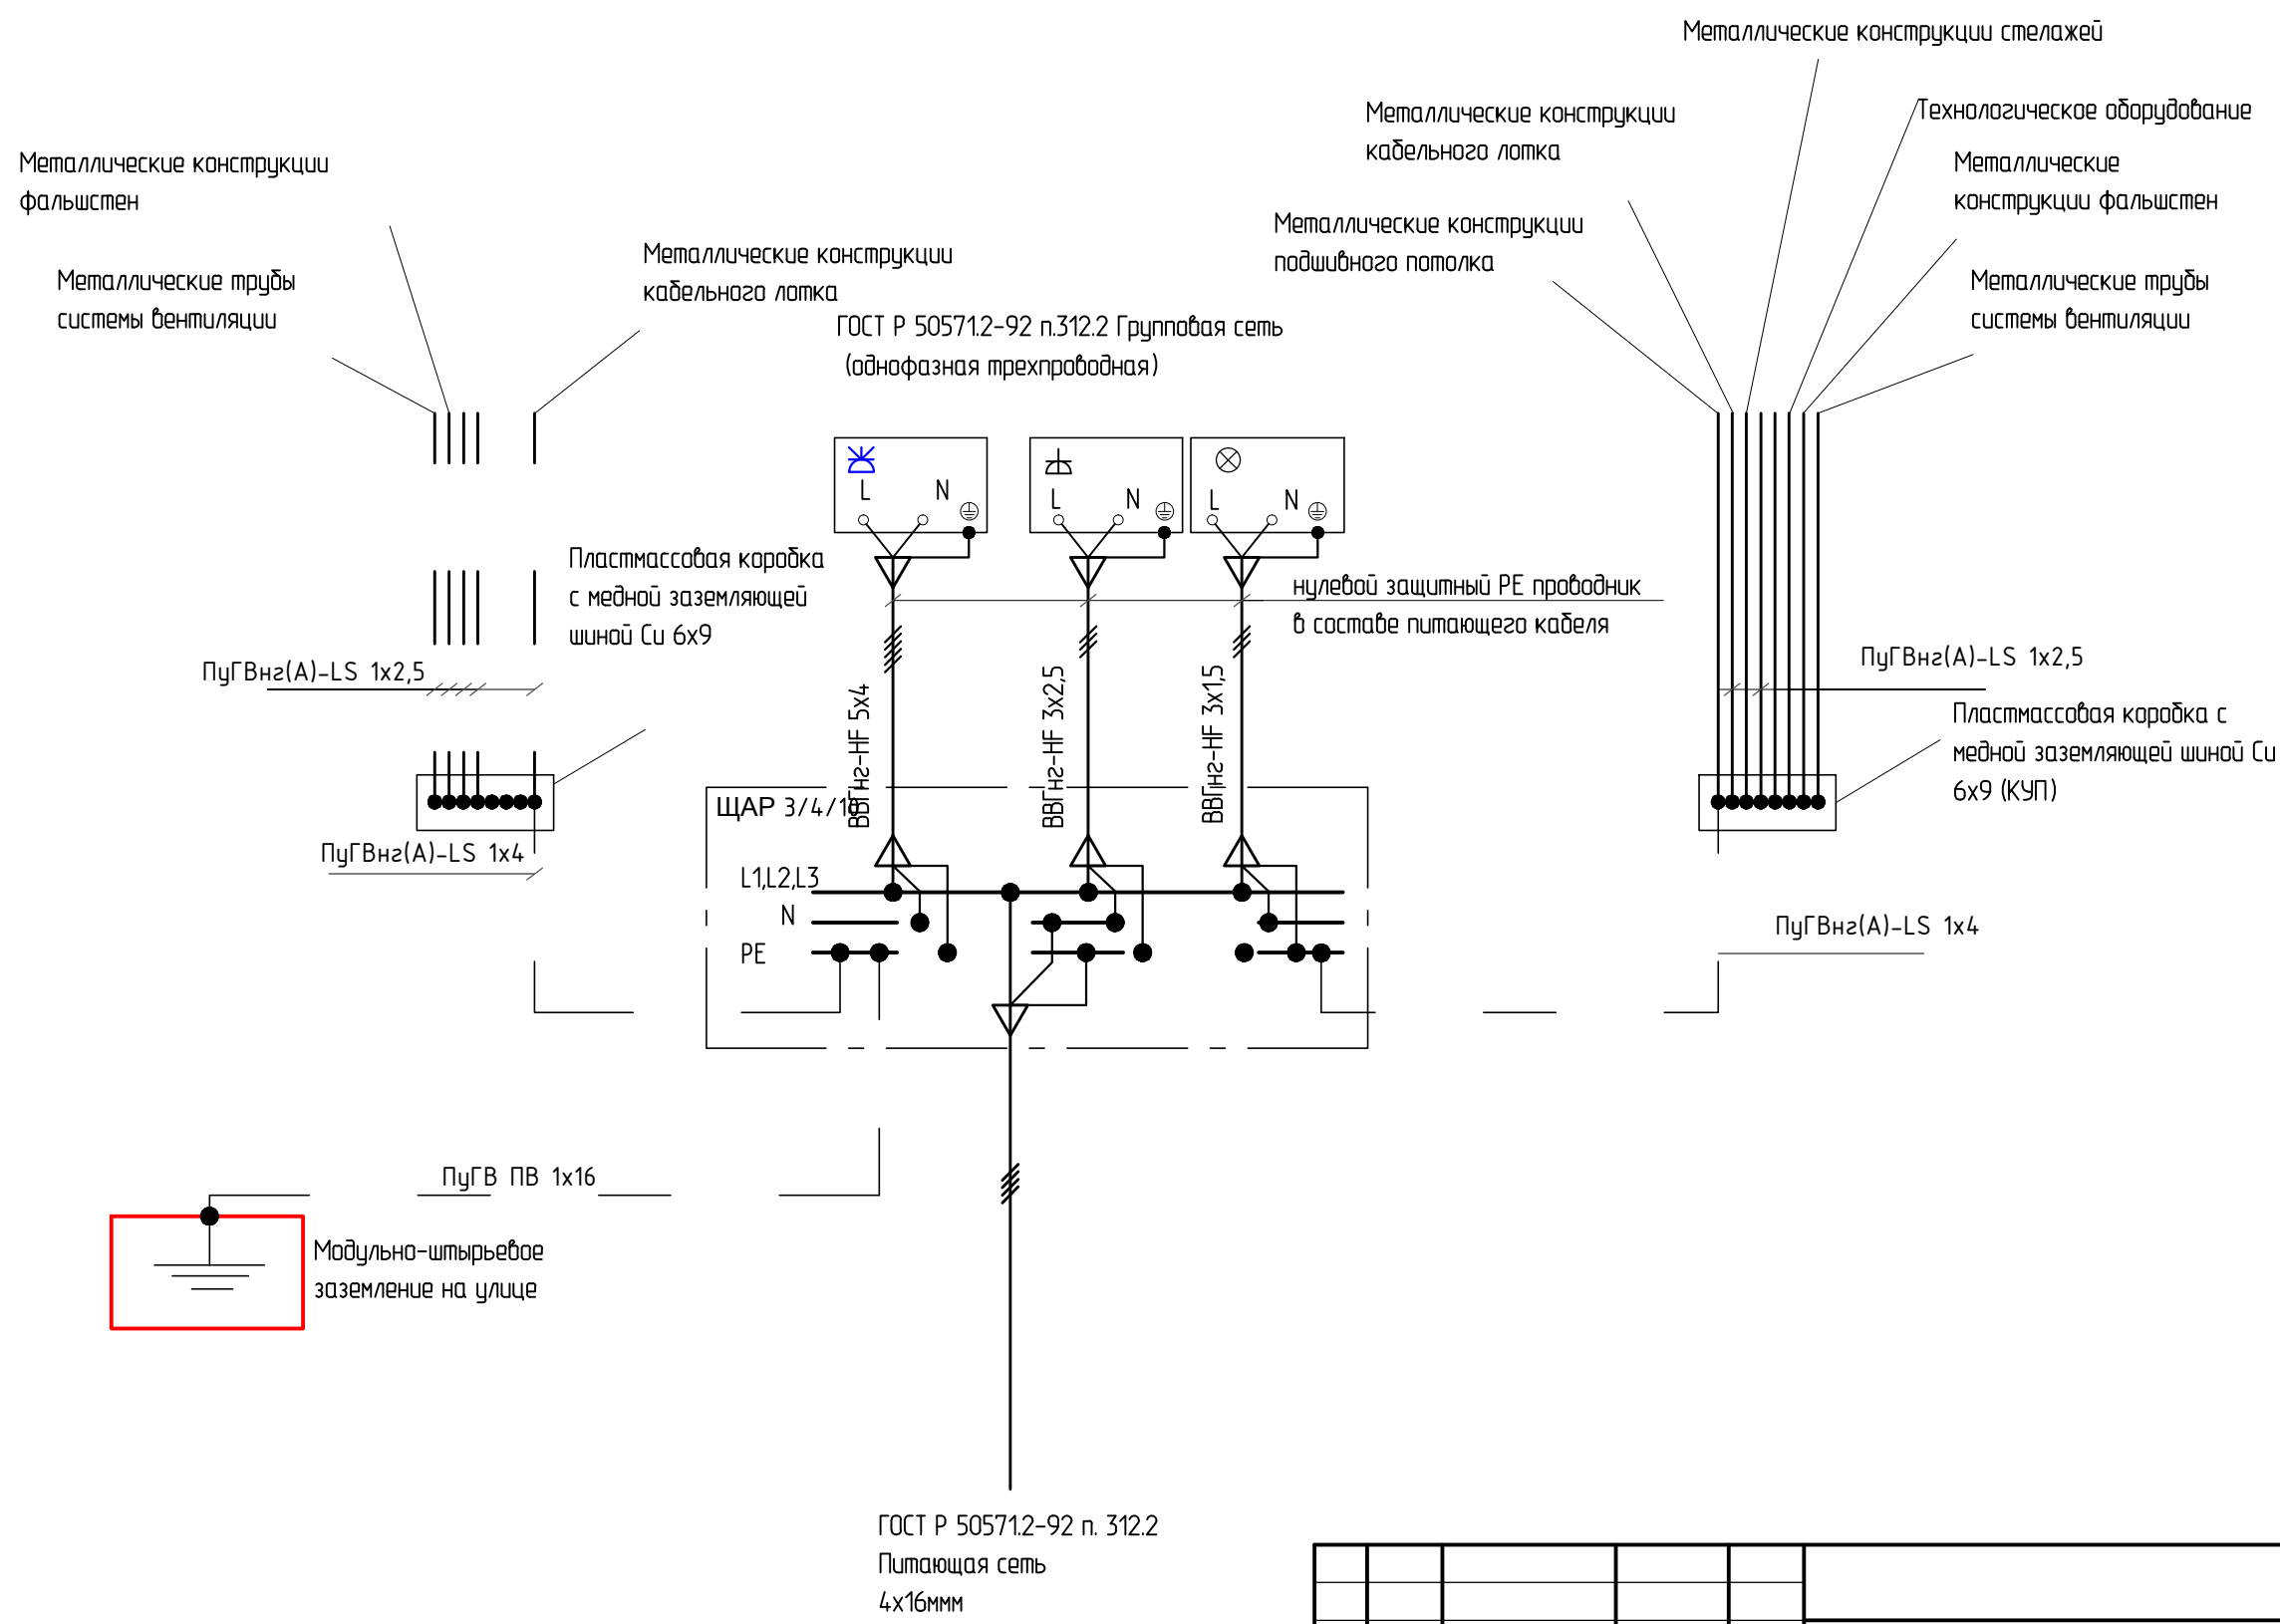 Металлические конструкции стелажей
Металлические конструкции
кабельного лотка
Технологическое оборудование
Металлические конструкции
фальшстен
Металлические
конструкции фальшстен
Металлические конструкции
подшивного потолка
Металлические конструкции
кабельного лотка
Металлические трубы
системы вентиляции
Металлические трубы
системы вентиляции
ГОСТ Р 50571.2-92 п.312.2 Групповая сеть
(однофазная трехпроводная)
L N
L N
L N
Пластмассовая коробка
с медной заземляющей
шиной Cu 6х9
нулевой защитный PE проводник
в составе питающего кабеля
ПуГВнг(А)-LS 1х2,5
ПуГВнг(А)-LS 1х2,5
ВВГнг-HF 5х4
ВВГнг-HF 3х2,5
ВВГнг-HF 3х1,5
Пластмассовая коробка с
медной заземляющей шиной Cu
6х9 (КУП)
ЩАР 3/4/10
ПуГВнг(А)-LS 1х4
L1,L2,L3
N
PE
ПуГВнг(А)-LS 1х4
ПуГВ ПВ 1х16
Модульно-штырьевое
заземление на улице
ГОСТ Р 50571.2-92 п. 312.2
Питающая сеть
4х16ммм